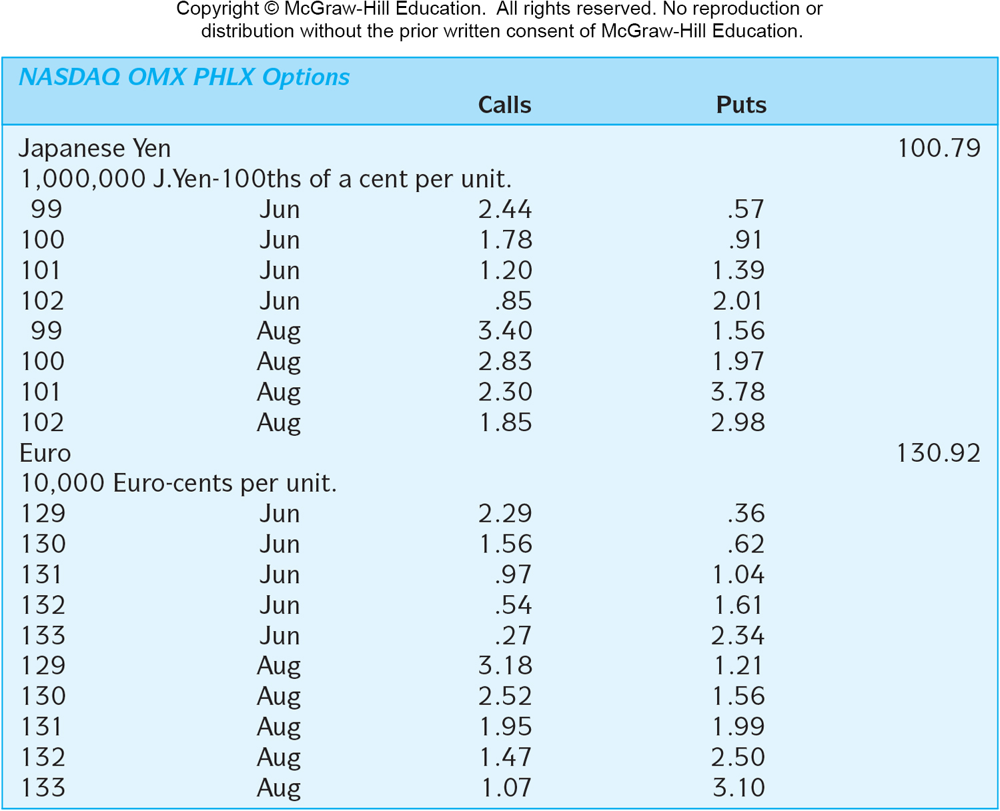 Copyright © McGraw-Hill Education.  All rights reserved. No reproduction or
distribution without the prior written consent of McGraw-Hill Education.
NASDAQ OMX PHLX Options
Calls Puts
Japanese Yen 100.79
1,000,000 J.Yen-100ths of a cent per unit.
99 Jun 2.44 .57
100 Jun 1.78 .91
101 Jun 1.20 1.39
102 Jun .85 2.01
99 Aug 3.40 1.56
100 Aug 2.83 1.97
101 Aug 2.30 3.78
102 Aug 1.85 2.98
Euro 130.92
10,000 Euro-cents per unit.
129 Jun 2.29 .36
130 Jun 1.56 .62
131 Jun .97 1.04
132 Jun .54 1.61
133 Jun .27 2.34
129 Aug 3.18 1.21
130 Aug 2.52 1.56
131 Aug 1.95 1.99
132 Aug 1.47 2.50
133 Aug 1.07 3.10